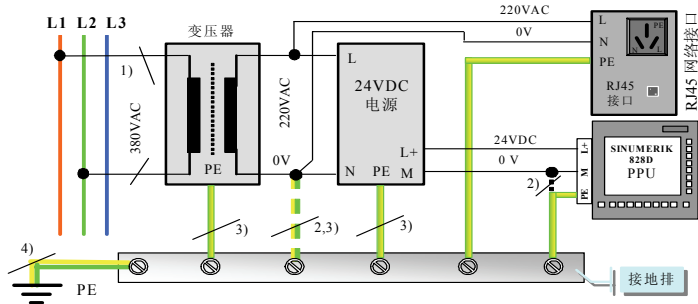 L1 L2 L3
变压器
220VAC
0V
L
N
PE
PE
N L
RJ45
接口
RJ45 网络接口
1)
380VAC
220VAC
L
24VDC
电源
L+
24VDC
L+
SINUMERIK
828D
PPU
PE
0V
N PE M
0 V
M
2)
PE
3)
2,3)
3)
4)
PE
接地排